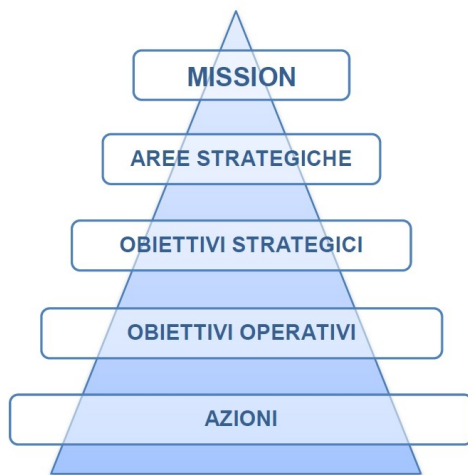 MISSION
AREE STRATEGICHE
OBIETTIVI STRATEGICI
OBIETTIVI OPERATIVI
AZIONI